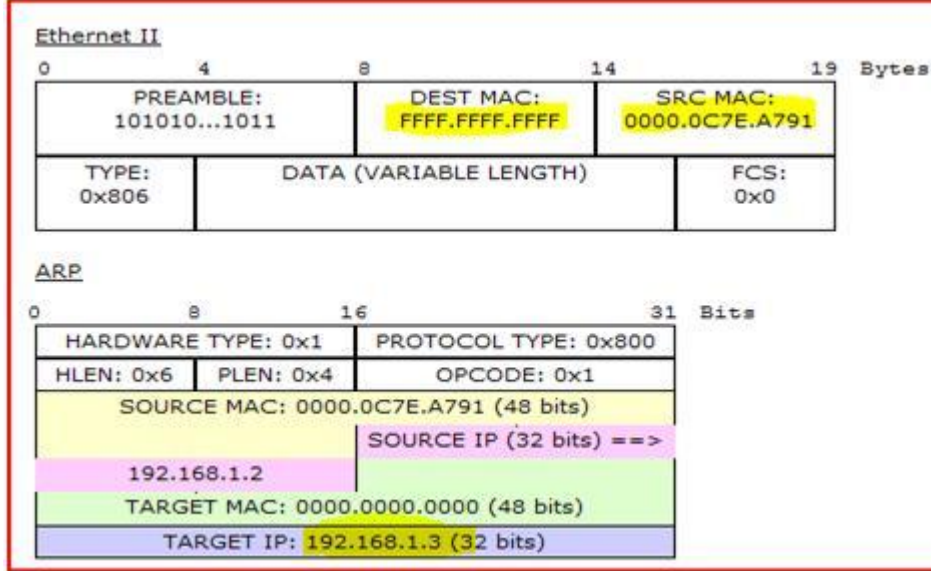 Ethernet II
0 4 8 14 19 Bytes
PREAMBLE: DEST MAC: SRC MAC:
101010...1011 FFFF.FFFF.FFFF 0000.0C7E.A791
TYPE: DATA (VARIABLE LENGTH) FCS:
0x806 0x0
ARP
0 8 16 31 Bits
HARDWARE TYPE: 0x1 PROTOCOL TYPE: 0x800
HLEN: 0x6 PLEN: 0x4 OPCODE: 0x1
SOURCE MAC: 0000.0C7E.A791 (48 bits)
SOURCE IP (32 bits) ==>
192.168.1.2
TARGET MAC: 0000.0000.0000 (48 bits)
TARGET IP: 192.168.1.3 (32 bits)